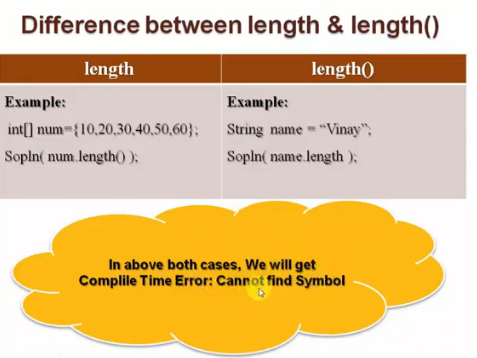 Difference between length & length()
length
length()
Example:
int[] num={10,20,30,40,50,60};
Sopln( num.length() );
Example:
String name = “Vinay”;
Sopln( name.length );
In above both cases, We will get
Complile Time Error: Cannot find Symbol